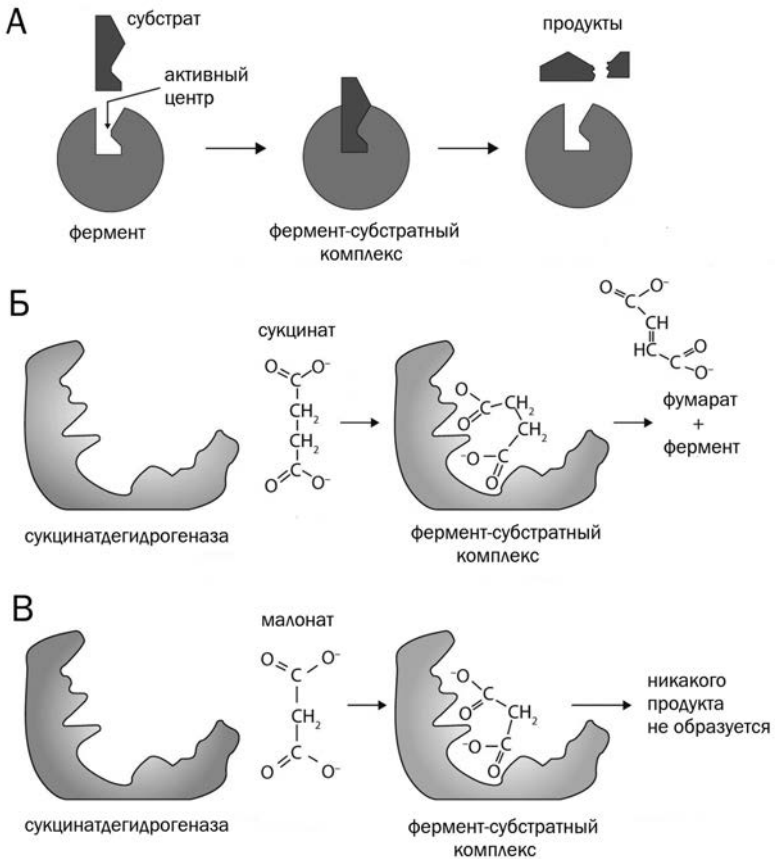 А
субстрат
активный
центр
фермент
фермент-субстратный
комплекс
продукты
Б
сукцинатдегидрогеназа
сукцинат
O
O⁻
C
CH₂
CH₂
C
O
O⁻
O
C
O
CH₂
CH₂
⁻O
C
O
фермент-субстратный
комплекс
O
O⁻
C
CH
HC
C
O
O⁻
фумарат
+
фермент
В
сукцинатдегидрогеназа
малонат
O
O⁻
C
CH₂
C
O
O⁻
⁻O
C
O
CH₂
⁻O
C
O
фермент-субстратный
комплекс
никакого
продукта
не образуется